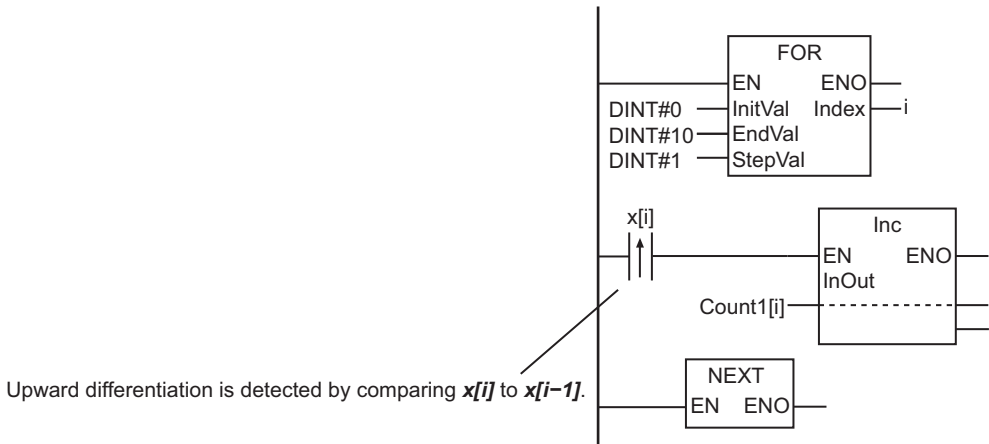 FOR
EN ENO
DINT#0 InitVal Index i
DINT#10 EndVal
DINT#1 StepVal
x[i]
Inc
EN ENO
InOut
Count1[i]
Upward differentiation is detected by comparing x[i] to x[i−1].
NEXT
EN ENO